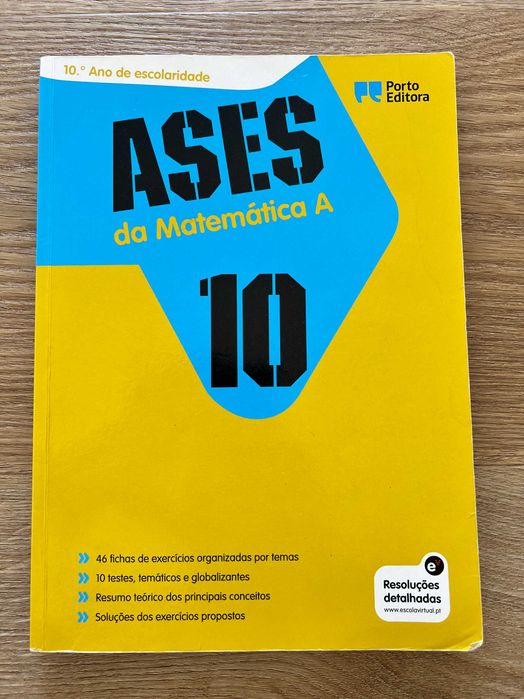 10.º Ano de escolaridade
Porto
Editora
ASES
da Matemática A
10
46 fichas de exercícios organizadas por temas
10 testes, temáticos e globalizantes
Resumo teórico dos principais conceitos
Soluções dos exercícios propostos
e
Resoluções
detalhadas
www.escolavirtual.pt